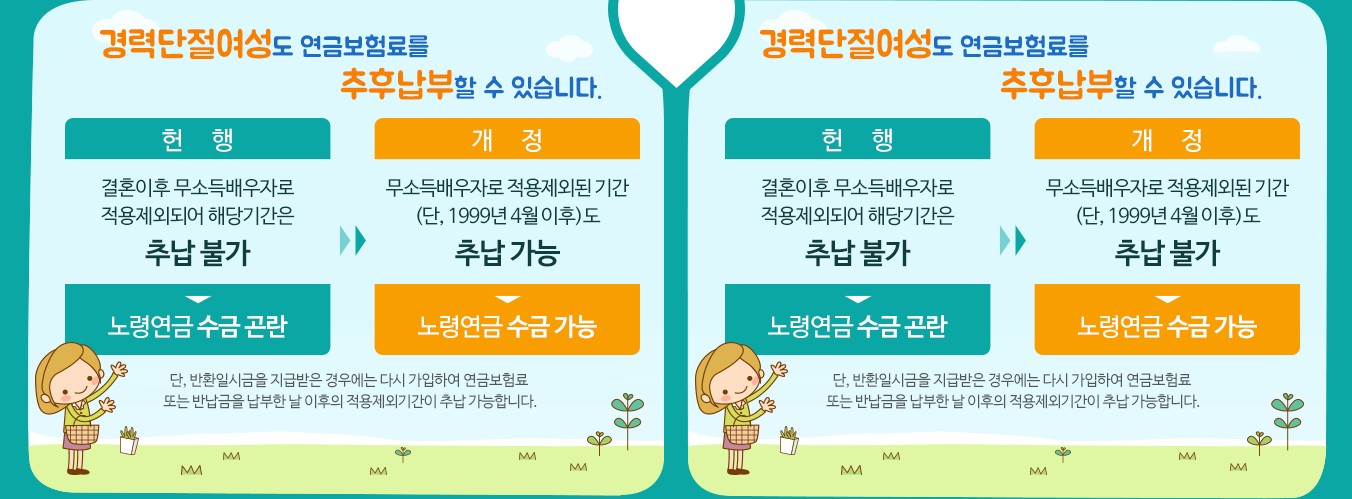 경력단절여성도 연금보험료를
추후납부할 수 있습니다.
헌 행
개 정
결혼이후 무소득배우자로
적용제외되어 해당기간은
추납 불가
무소득배우자로 적용제외된 기간
(단, 1999년 4월 이후)도
추납 가능
노령연금 수금 곤란
노령연금 수금 가능
단, 반환일시금을 지급받은 경우에는 다시 가입하여 연금보험료
또는 반납금을 납부한 날 이후의 적용제외기간이 추납 가능합니다.
경력단절여성도 연금보험료를
추후납부할 수 있습니다.
헌 행
개 정
결혼이후 무소득배우자로
적용제외되어 해당기간은
추납 불가
무소득배우자로 적용제외된 기간
(단, 1999년 4월 이후)도
추납 불가
노령연금 수금 곤란
노령연금 수금 가능
단, 반환일시금을 지급받은 경우에는 다시 가입하여 연금보험료
또는 반납금을 납부한 날 이후의 적용제외기간이 추납 가능합니다.